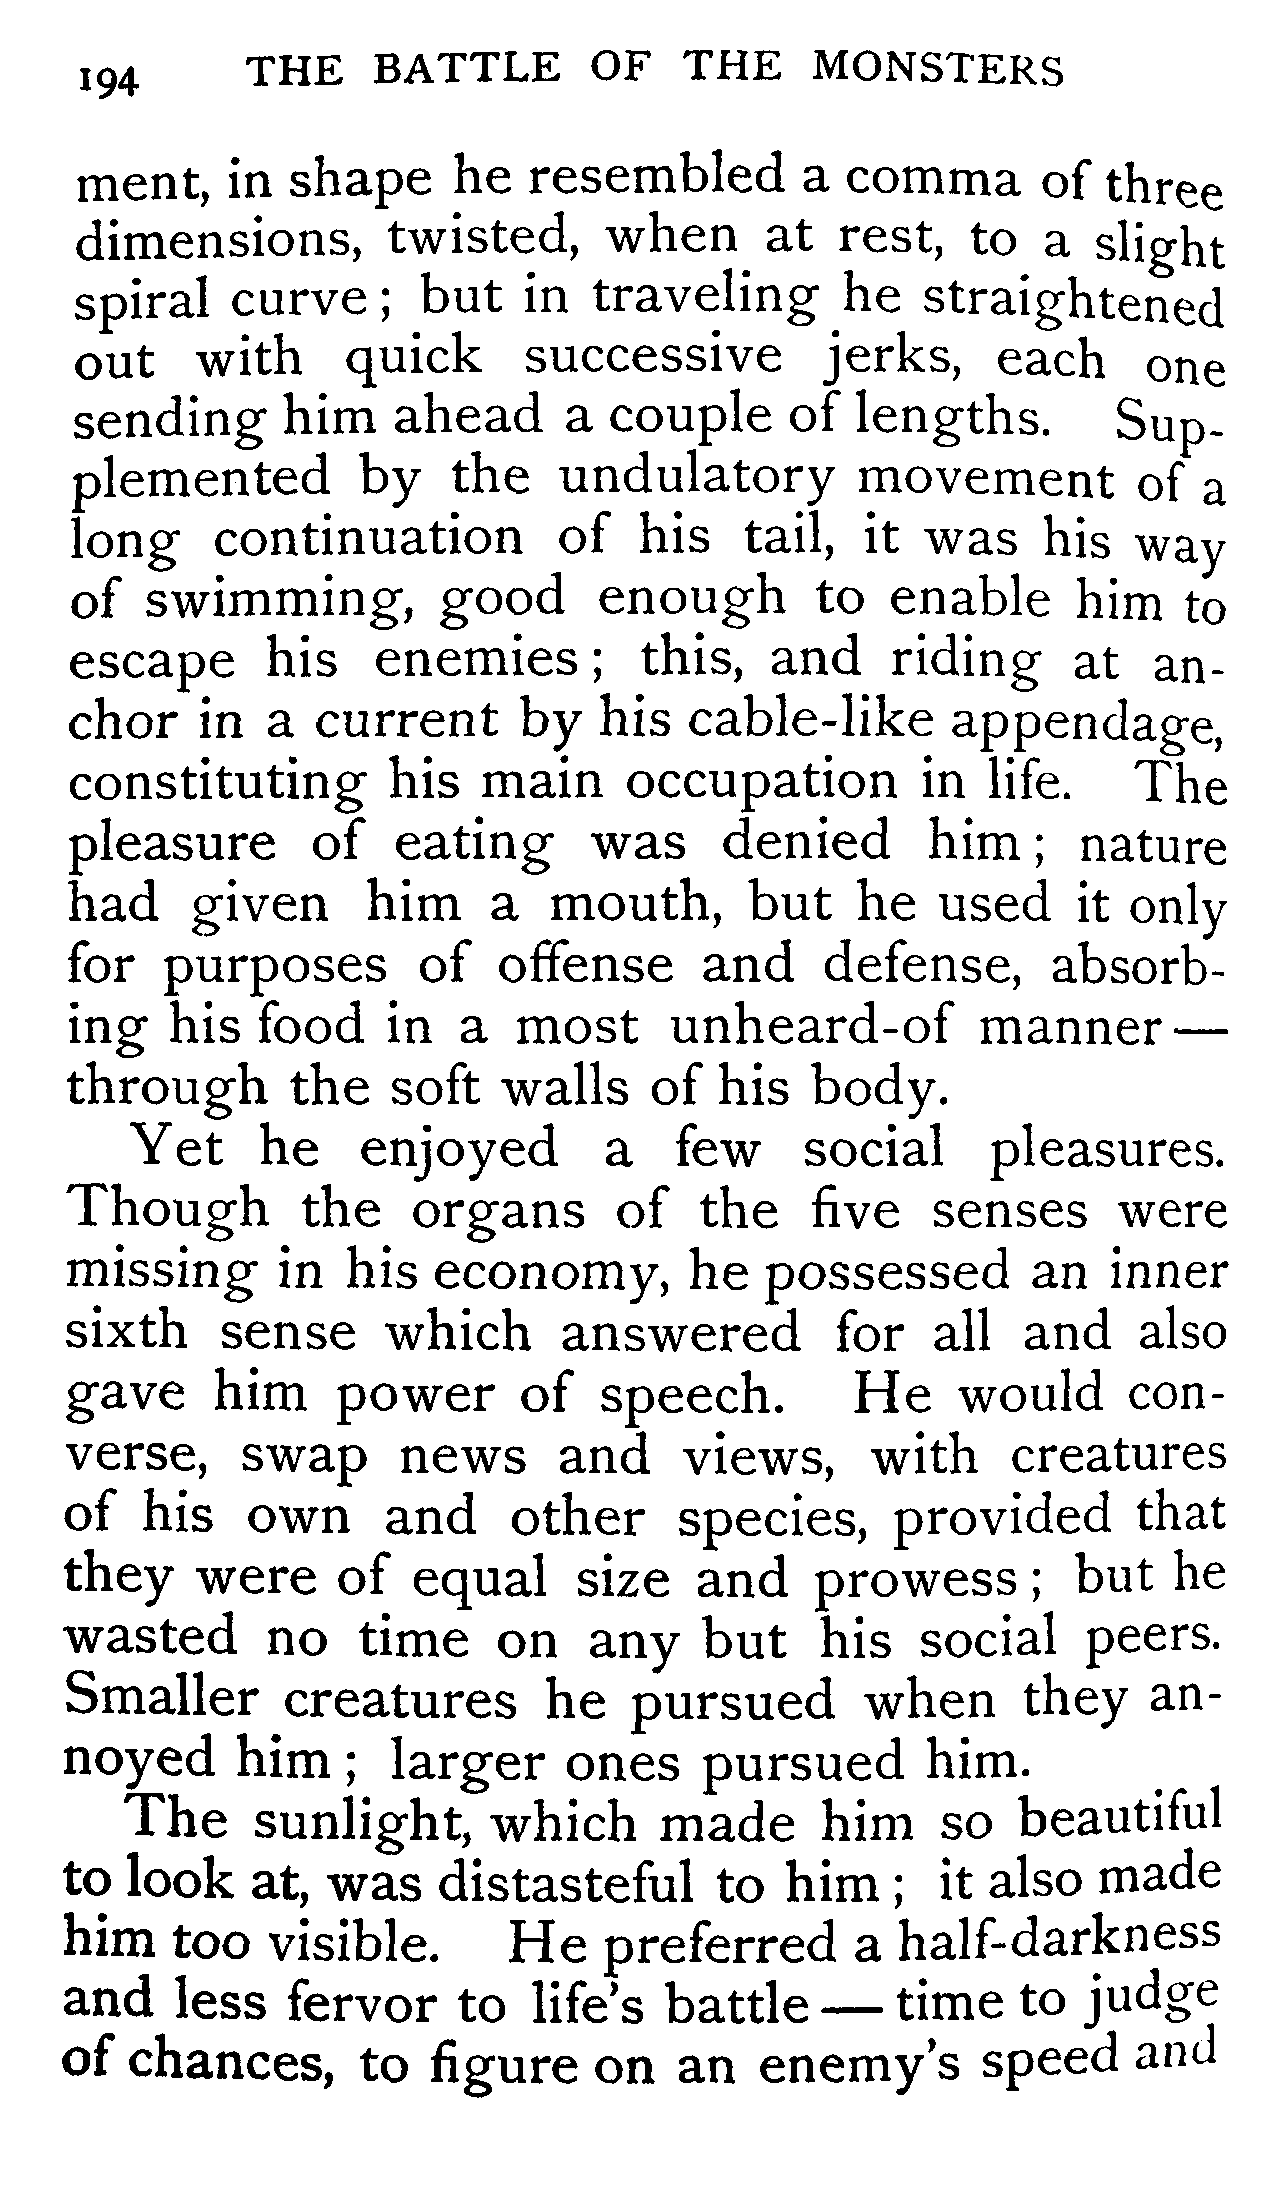 194 THE BATTLE OF THE MONSTERS
ment, in shape he resembled a comma of three
dimensions, twisted, when at rest, to a slight
spiral curve ; but in traveling he straightened
out with quick successive jerks, each one
sending him ahead a couple of lengths. Sup-
plemented by the undulatory movement of a
long continuation of his tail, it was his way
of swimming, good enough to enable him to
escape his enemies ; this, and riding at an-
chor in a current by his cable-like appendage,
constituting his main occupation in life. The
pleasure of eating was denied him ; nature
had given him a mouth, but he used it only
for purposes of offense and defense, absorb-
ing his food in a most unheard-of manner —
through the soft walls of his body.
Yet he enjoyed a few social pleasures.
Though the organs of the five senses were
missing in his economy, he possessed an inner
sixth sense which answered for all and also
gave him power of speech. He would con-
verse, swap news and views, with creatures
of his own and other species, provided that
they were of equal size and prowess ; but he
wasted no time on any but his social peers.
Smaller creatures he pursued when they an-
noyed him ; larger ones pursued him.
The sunlight, which made him so beautiful
to look at, was distasteful to him ; it also made
him too visible. He preferred a half-darkness
and less fervor to life's battle — time to judge
of chances, to figure on an enemy's speed and